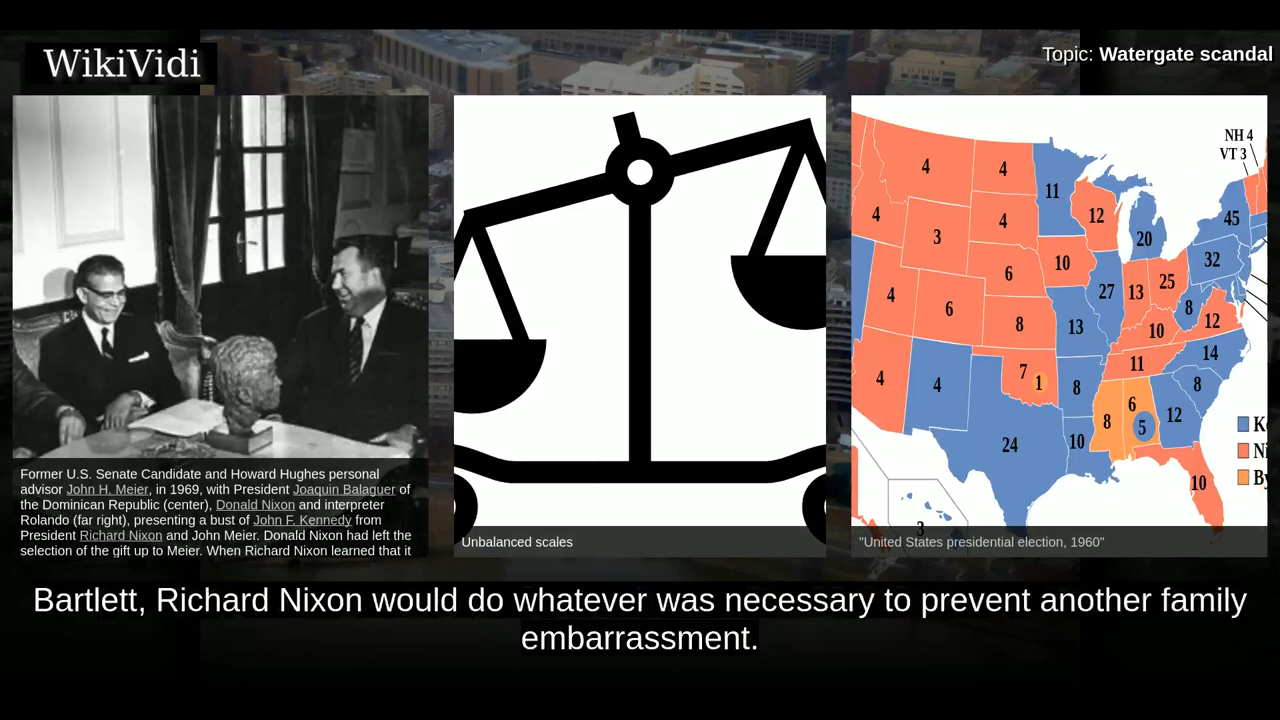 WikiVidi
Topic: Watergate scandal
Former U.S. Senate Candidate and Howard Hughes personal
advisor John H. Meier, in 1969, with President Joaquin Balaguer of
the Dominican Republic (center), Donald Nixon and interpreter
Rolando (far right), presenting a bust of John F. Kennedy from
President Richard Nixon and John Meier. Donald Nixon had left the
selection of the gift up to Meier. When Richard Nixon learned that it
Unbalanced scales
NH 4
VT 3
4 4 11
4 3 4 12 20 45
6 10 32
4 6 27 13 25 8
8 13 10 12
4 4 7 1 8 11 14
8 6 5 12 8
24 10
10
3
K
Ni
By
"United States presidential election, 1960"
Bartlett, Richard Nixon would do whatever was necessary to prevent another family
embarrassment.